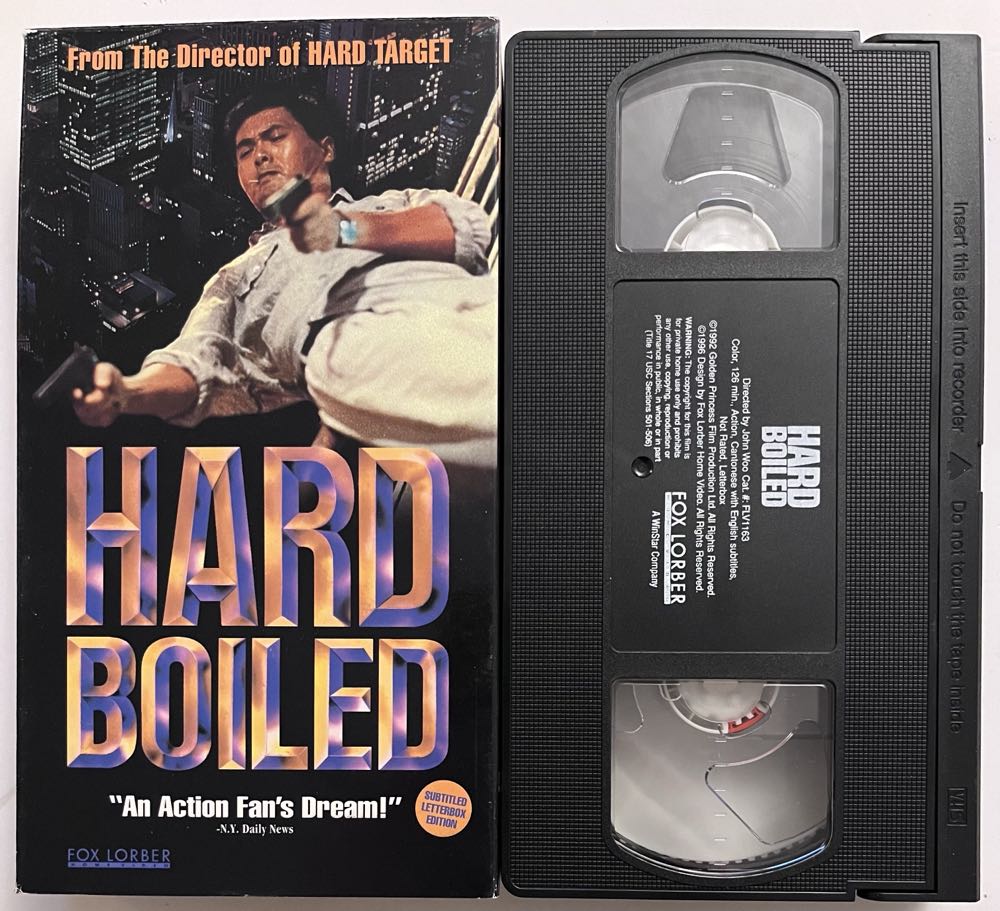 From The Director of HARD TARGET
HARD
BOILED
"An Action Fan's Dream!"
-N.Y. Daily News
SUBTITLED
LETTERBOX
EDITION
FOX LORBER
HOME VIDEO
HARD
BOILED
Directed by John Woo Cat. #: FLV1163
Color, 126 min., Action, Cantonese with English subtitles,
Not Rated, Letterbox
©1992 Golden Princess Film Production Ltd. All Rights Reserved.
©1996 Design by Fox Lorber Home Video. All Rights Reserved.
WARNING: The copyright for this film is
for private home use only and prohibits
any other use, copying, reproduction or
performance in public, in whole or in part
(Title 17 USC Sections 501-506)
FOX LORBER
A WinStar Company
Insert this side into recorder
Do not touch the tape inside
VHS